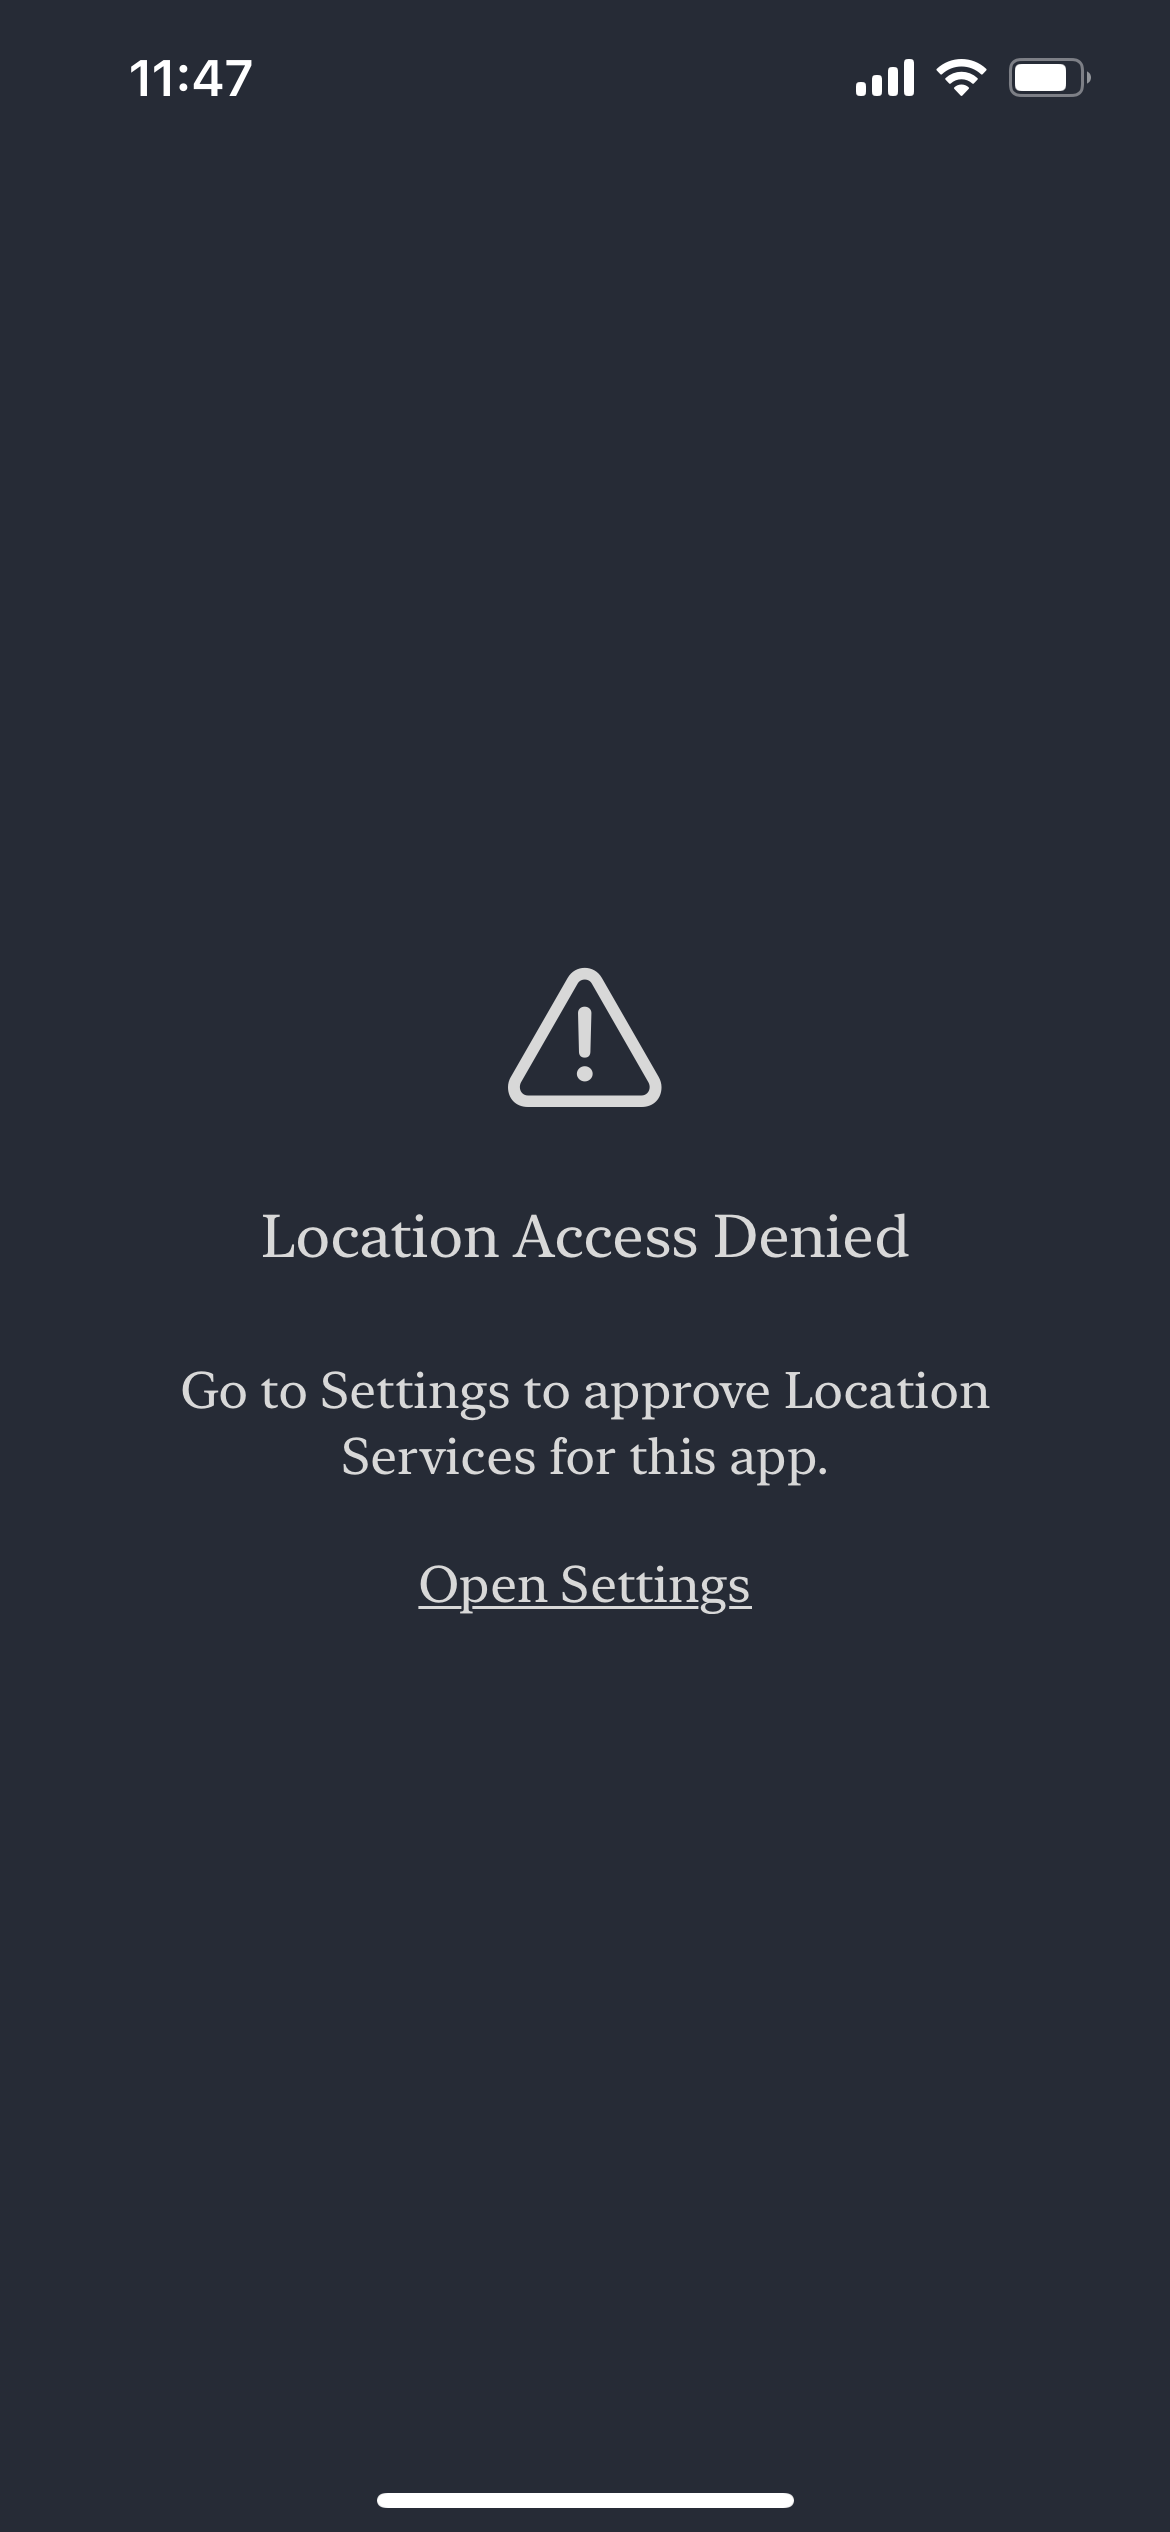 11:47
Location Access Denied
Go to Settings to approve Location
Services for this app.
Open Settings